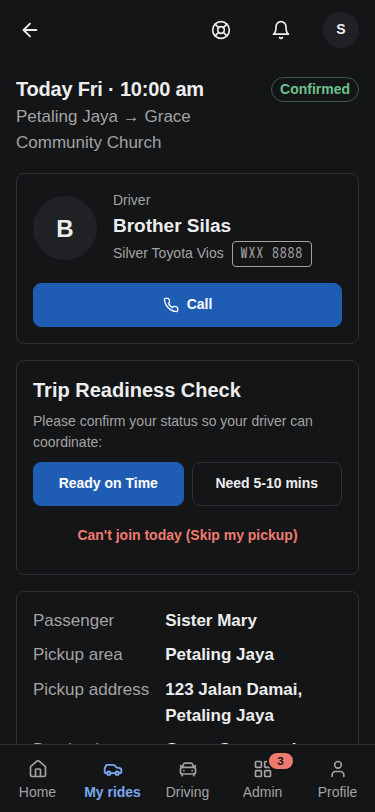 S
Today Fri · 10:00 am
Confirmed
Petaling Jaya → Grace
Community Church
B
Driver
Brother Silas
Silver Toyota Vios WXX 8888
Call
Trip Readiness Check
Please confirm your status so your driver can
coordinate:
Ready on Time
Need 5-10 mins
Can't join today (Skip my pickup)
Passenger Sister Mary
Pickup area Petaling Jaya
Pickup address 123 Jalan Damai,
Petaling Jaya
3
Home My rides Driving Admin Profile